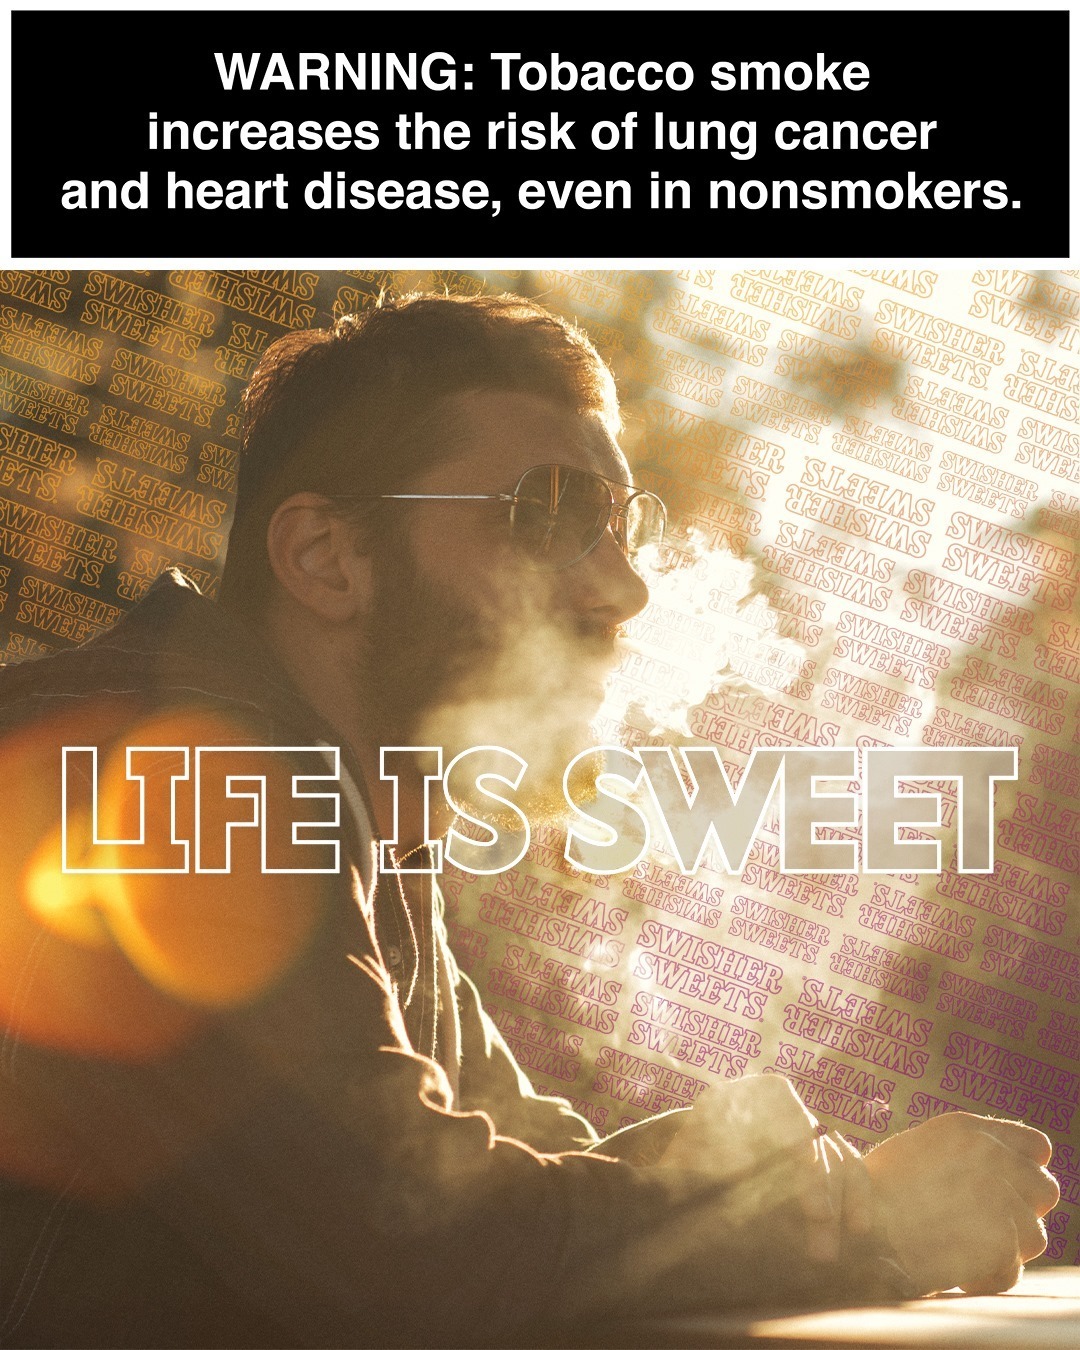 WARNING: Tobacco smoke
increases the risk of lung cancer
and heart disease, even in nonsmokers.
SWISHER
SWEETS
LIFE IS SWEET